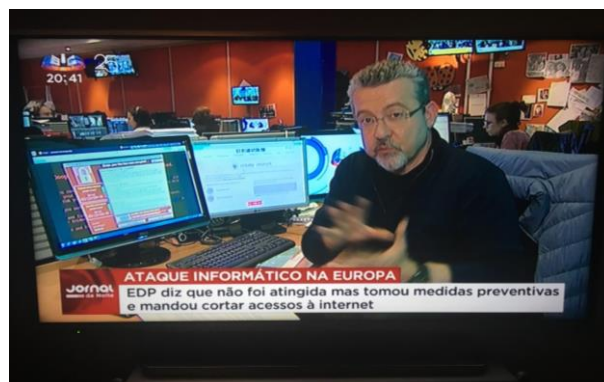 SIC 25
20:41
ATAQUE INFORMÁTICO NA EUROPA
Jornal
da Noite
EDP diz que não foi atingida mas tomou medidas preventivas
e mandou cortar acessos à internet